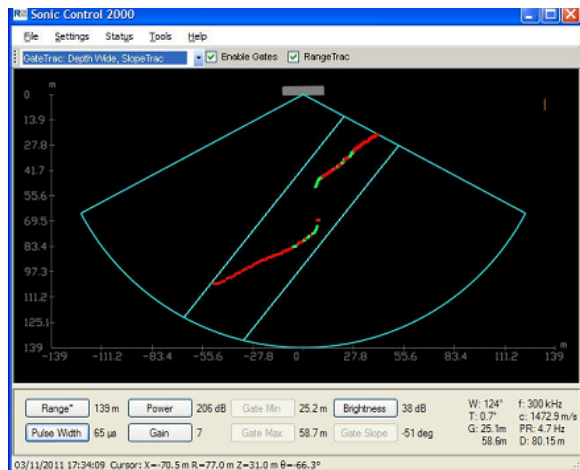 R2 Sonic Control 2000
File Settings Status Tools Help
GateTrac: Depth Wide, SlopeTrac Enable Gates RangeTrac
m
0
13.9
27.8
41.7
55.6
69.5
83.4
97.3
111.2
125.1
139
-139 -111.2 -83.4 -55.6 -27.8 0 27.8 55.6 83.4 111.2 139
m
Range* 139 m Power 206 dB Gate Min 25.2 m Brightness 38 dB
Pulse Width 65 µs Gain 7 Gate Max 58.7 m Gate Slope -51 deg
W: 124° f: 300 kHz
T: 0.7° c: 1472.9 m/s
G: 25.1m PR: 4.7 Hz
58.6m D: 80.15 m
03/11/2011 17:34:09 Cursor: X=-70.5 m R=77.0 m Z=31.0 m θ=-66.3°